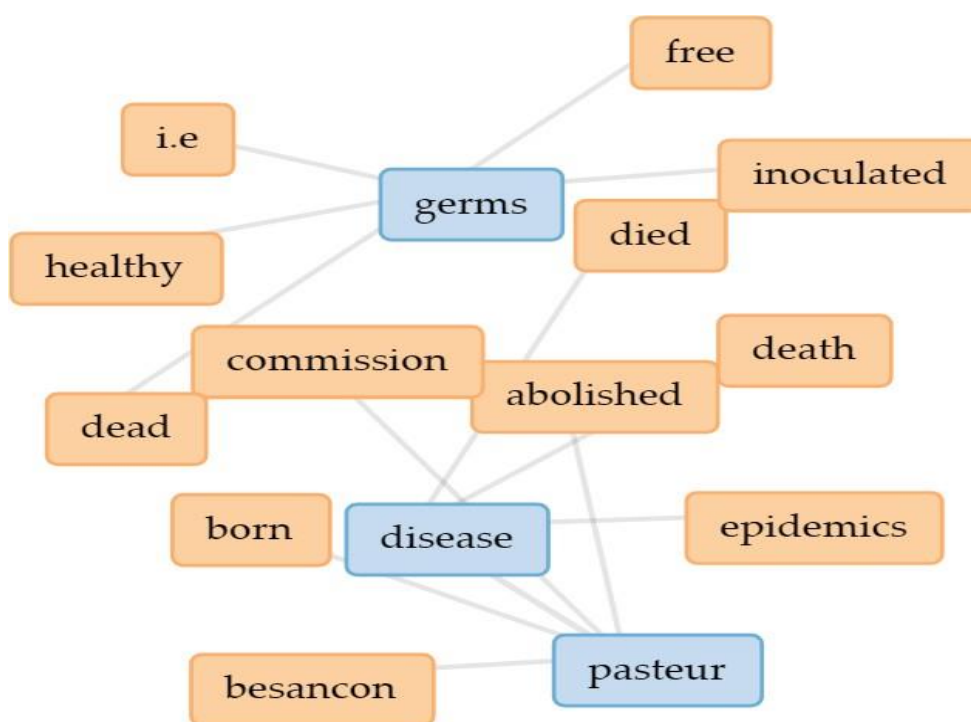 free
i.e
inoculated
germs
died
healthy
death
commission
abolished
dead
born
epidemics
disease
pasteur
besancon